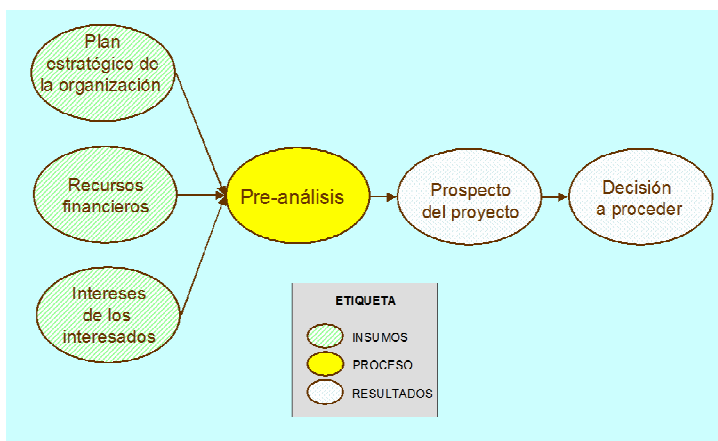 Plan
estratégico de
la organización
Recursos
financieros
Intereses
de los
interesados
Pre-análisis
Prospecto
del proyecto
Decisión
a proceder
ETIQUETA
INSUMOS
PROCESO
RESULTADOS